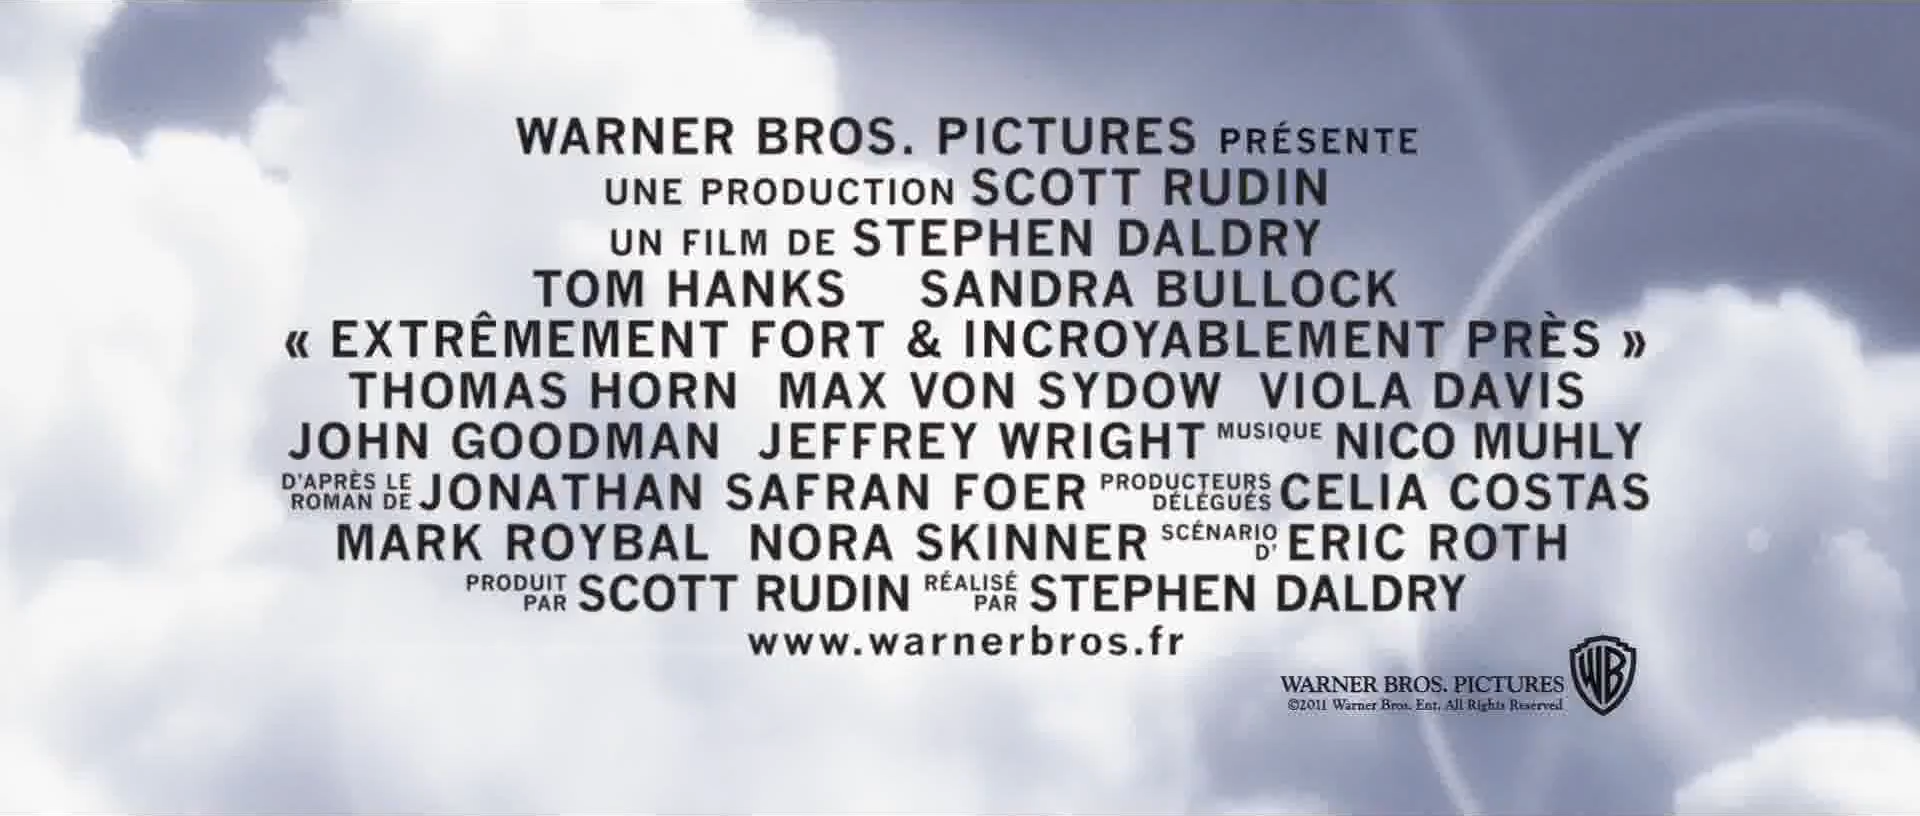 WARNER BROS. PICTURES PRÉSENTE
UNE PRODUCTION SCOTT RUDIN
UN FILM DE STEPHEN DALDRY
TOM HANKS SANDRA BULLOCK
« EXTRÊMEMENT FORT & INCROYABLEMENT PRÈS »
THOMAS HORN MAX VON SYDOW VIOLA DAVIS
JOHN GOODMAN JEFFREY WRIGHT MUSIQUE NICO MUHLY
D'APRÈS LE ROMAN DE JONATHAN SAFRAN FOER PRODUCTEURS DÉLÉGUÉS CELIA COSTAS
MARK ROYBAL NORA SKINNER SCÉNARIO D' ERIC ROTH
PRODUIT PAR SCOTT RUDIN RÉALISÉ PAR STEPHEN DALDRY
www.warnerbros.fr
WARNER BROS. PICTURES WB
©2011 Warner Bros. Ent. All Rights Reserved